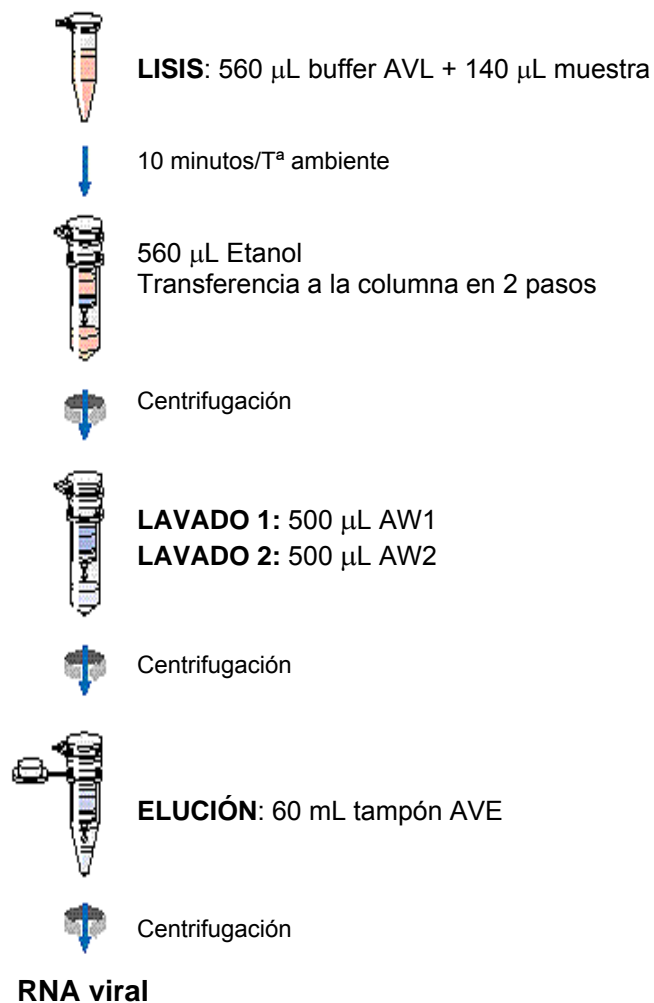 LISIS: 560 μL buffer AVL + 140 μL muestra
10 minutos/Tª ambiente
560 μL Etanol
Transferencia a la columna en 2 pasos
Centrifugación
LAVADO 1: 500 μL AW1
LAVADO 2: 500 μL AW2
Centrifugación
ELUCIÓN: 60 mL tampón AVE
Centrifugación
RNA viral